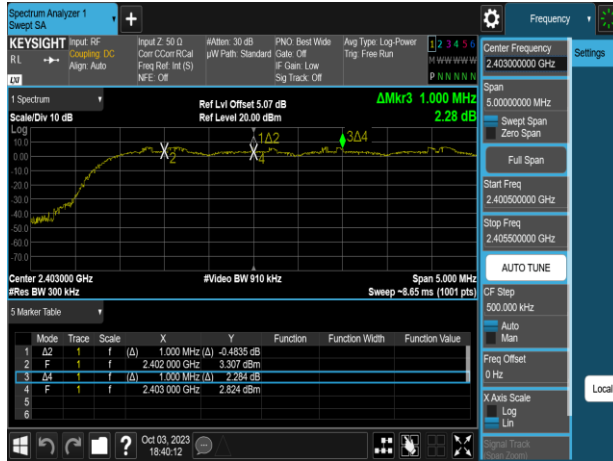 Spectrum Analyzer 1
Swept SA
Frequency
KEYSIGHT Input: RF Input Z: 50 Ω #Atten: 30 dB PNO: Best Wide Avg Type: Log-Power 1 2 3 4 5 6
RL Coupling: DC Corr CCorr RCal µW Path: Standard Gate: Off Trig: Free Run M W W W W W
Align: Auto Freq Ref: Int (S) IF Gain: Low
NFE: Off Sig Track: Off P N N N N N
LXI
1 Spectrum
Scale/Div 10 dB
Ref Lvl Offset 5.07 dB
Ref Level 20.00 dBm
ΔMkr3 1.000 MHz
2.28 dB
Log
10.0
0.00
-10.0
-20.0
-30.0
-40.0
-50.0
-60.0
-70.0
2
1Δ2
4
3Δ4
Center 2.403000 GHz #Video BW 910 kHz Span 5.000 MHz
#Res BW 300 kHz Sweep ~8.65 ms (1001 pts)
5 Marker Table
Mode Trace Scale X Y Function Function Width Function Value
1 Δ2 1 f (Δ) 1.000 MHz (Δ) -0.4835 dB
2 F 1 f 2.402 000 GHz 3.307 dBm
3 Δ4 1 f (Δ) 1.000 MHz (Δ) 2.284 dB
4 F 1 f 2.403 000 GHz 2.824 dBm
5
6
Oct 03, 2023
18:40:12
Center Frequency
2.403000000 GHz
Settings
Span
5.00000000 MHz
Swept Span
Zero Span
Full Span
Start Freq
2.400500000 GHz
Stop Freq
2.405500000 GHz
AUTO TUNE
CF Step
500.000 kHz
Auto
Man
Freq Offset
0 Hz
Local
X Axis Scale
Log
Lin
Signal Track
(Span Zoom)